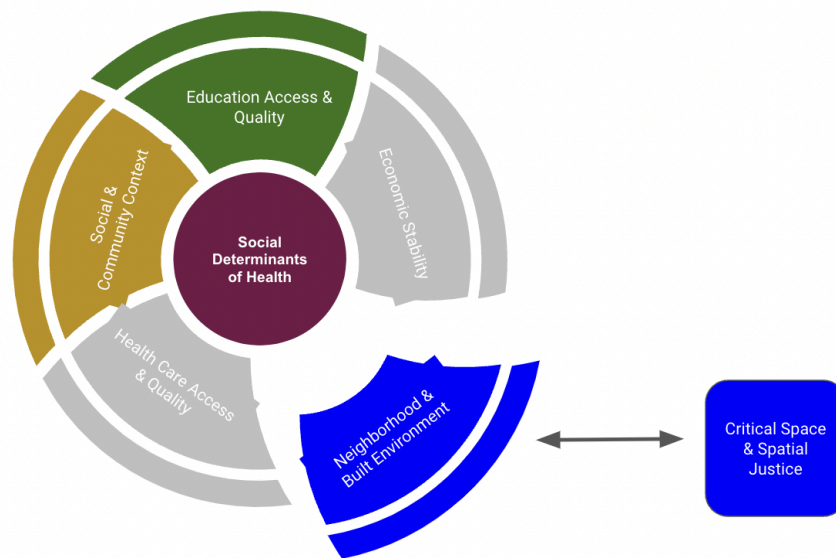 Education Access &
Quality
Economic Stability
Social &
Community Context
Social
Determinants
of Health
Health Care Access
& Quality
Neighborhood &
Built Environment
Critical Space
& Spatial
Justice